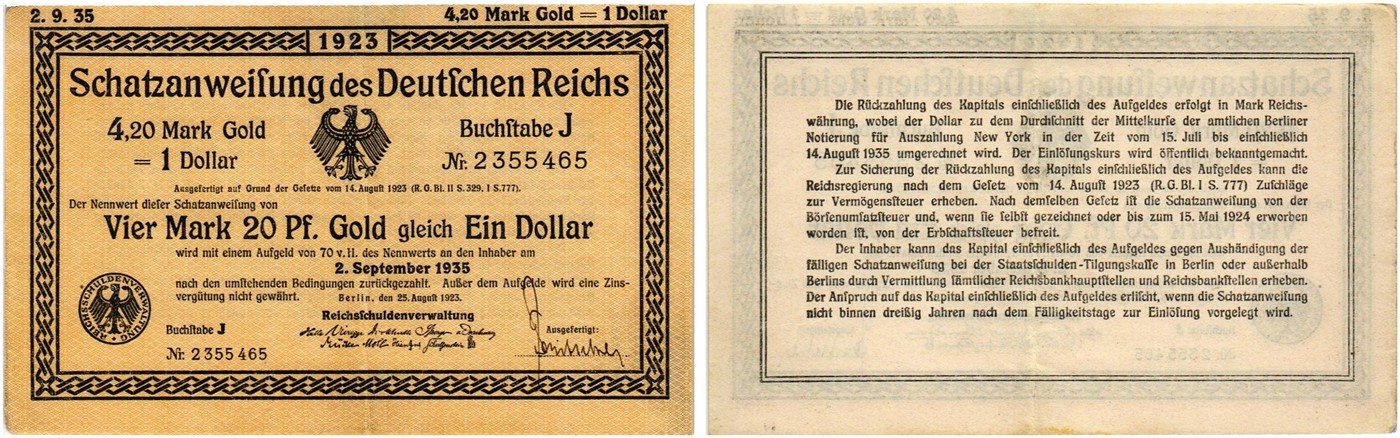 2. 9. 35
4,20 Mark Gold = 1 Dollar
1923
Schatzanweiſung des Deutſchen Reichs
4,20 Mark Gold
= 1 Dollar
Buchſtabe J
Nr. 2355465
Ausgefertigt auf Grund der Geſetze vom 14. Auguſt 1923 (R. G. Bl. II S. 329. I S. 777).
Der Nennwert dieſer Schatzanweiſung von
Vier Mark 20 Pf. Gold gleich Ein Dollar
wird mit einem Aufgeld von 70 v. H. des Nennwerts an den Inhaber am
2. September 1935
nach den umſtehenden Bedingungen zurückgezahlt. Außer dem Aufgelde wird eine Zins-
vergütung nicht gewährt.
Berlin, den 25. Auguſt 1923.
Reichsſchuldenverwaltung
REICHSSCHULDENVERWALTUNG
Buchſtabe J
Nr. 2355465
Ausgefertigt:
Die Rückzahlung des Kapitals einſchließlich des Aufgeldes erfolgt in Mark Reichs-
währung, wobei der Dollar zu dem Durchſchnitt der Mittelkurſe der amtlichen Berliner
Notierung für Auszahlung New York in der Zeit vom 15. Juli bis einſchließlich
14. Auguſt 1935 umgerechnet wird. Der Einlöſungskurs wird öffentlich bekanntgemacht.
Zur Sicherung der Rückzahlung des Kapitals einſchließlich des Aufgeldes kann die
Reichsregierung nach dem Geſetz vom 14. Auguſt 1923 (R. G. Bl. I S. 777) Zuſchläge
zur Vermögensſteuer erheben. Nach demſelben Geſetz iſt die Schatzanweiſung von der
Börſenumſatzſteuer und, wenn ſie ſelbſt gezeichnet oder bis zum 15. Mai 1924 erworben
worden iſt, von der Erbſchaftsſteuer befreit.
Der Inhaber kann das Kapital einſchließlich des Aufgeldes gegen Aushändigung der
fälligen Schatzanweiſung bei der Staatsſchulden-Tilgungskaſſe in Berlin oder außerhalb
Berlins durch Vermittlung ſämtlicher Reichsbankhauptſtellen und Reichsbankſtellen erheben.
Der Anſpruch auf das Kapital einſchließlich des Aufgeldes erliſcht, wenn die Schatzanweiſung
nicht binnen dreißig Jahren nach dem Fälligkeitstage zur Einlöſung vorgelegt wird.